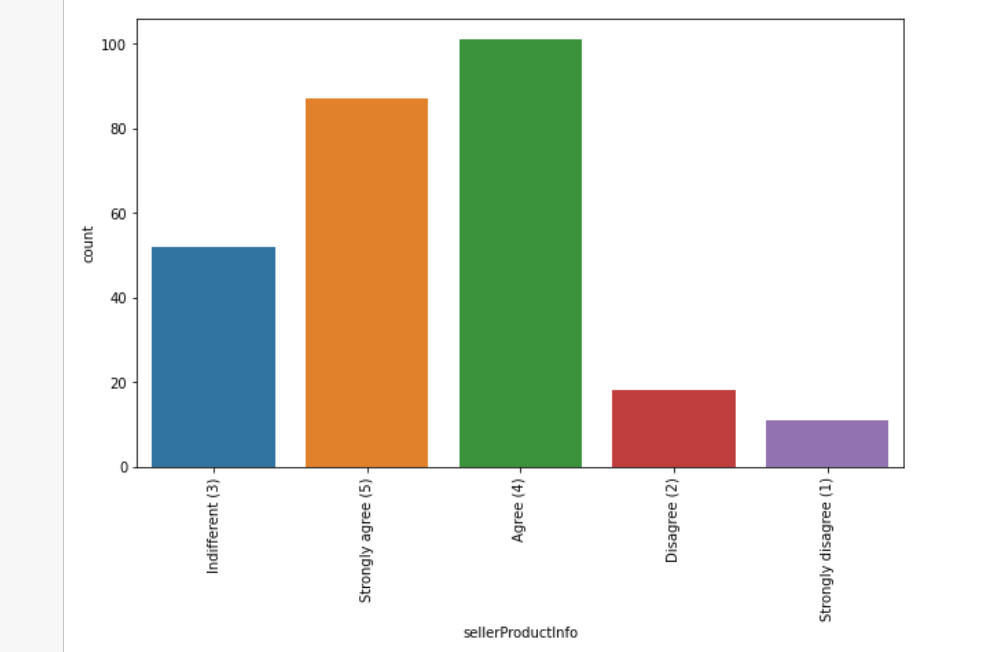 100
80
60
40
20
0
count
Indifferent (3)
Strongly agree (5)
Agree (4)
Disagree (2)
Strongly disagree (1)
sellerProductInfo